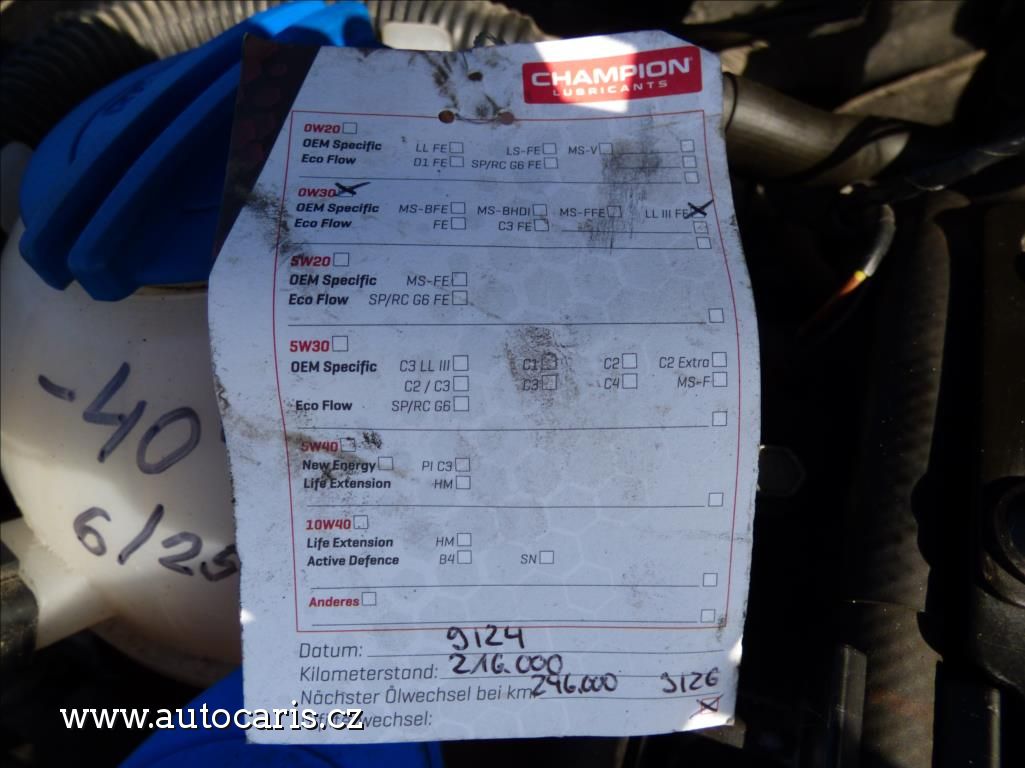 CHAMPION
LUBRICANTS
0W20
OEM Specific LL FE LS-FE MS-V
Eco Flow D1 FE SP/RC G6 FE
0W30
OEM Specific MS-BFE MS-BHDI MS-FFE LL III FE
Eco Flow FE C3 FE
5W20
OEM Specific MS-FE
Eco Flow SP/RC G6 FE
5W30
OEM Specific C3 LL III C1 C2 C2 Extra
C2 / C3 C3 C4 MS-F
Eco Flow SP/RC G6
5W40
New Energy PI C3
Life Extension HM
10W40
Life Extension HM
Active Defence B4 SN
Anderes
Datum: 9124
Kilometerstand: 216.000
Nächster Ölwechsel bei km: 246.000 9126
-40
6/25
www.autocaris.cz